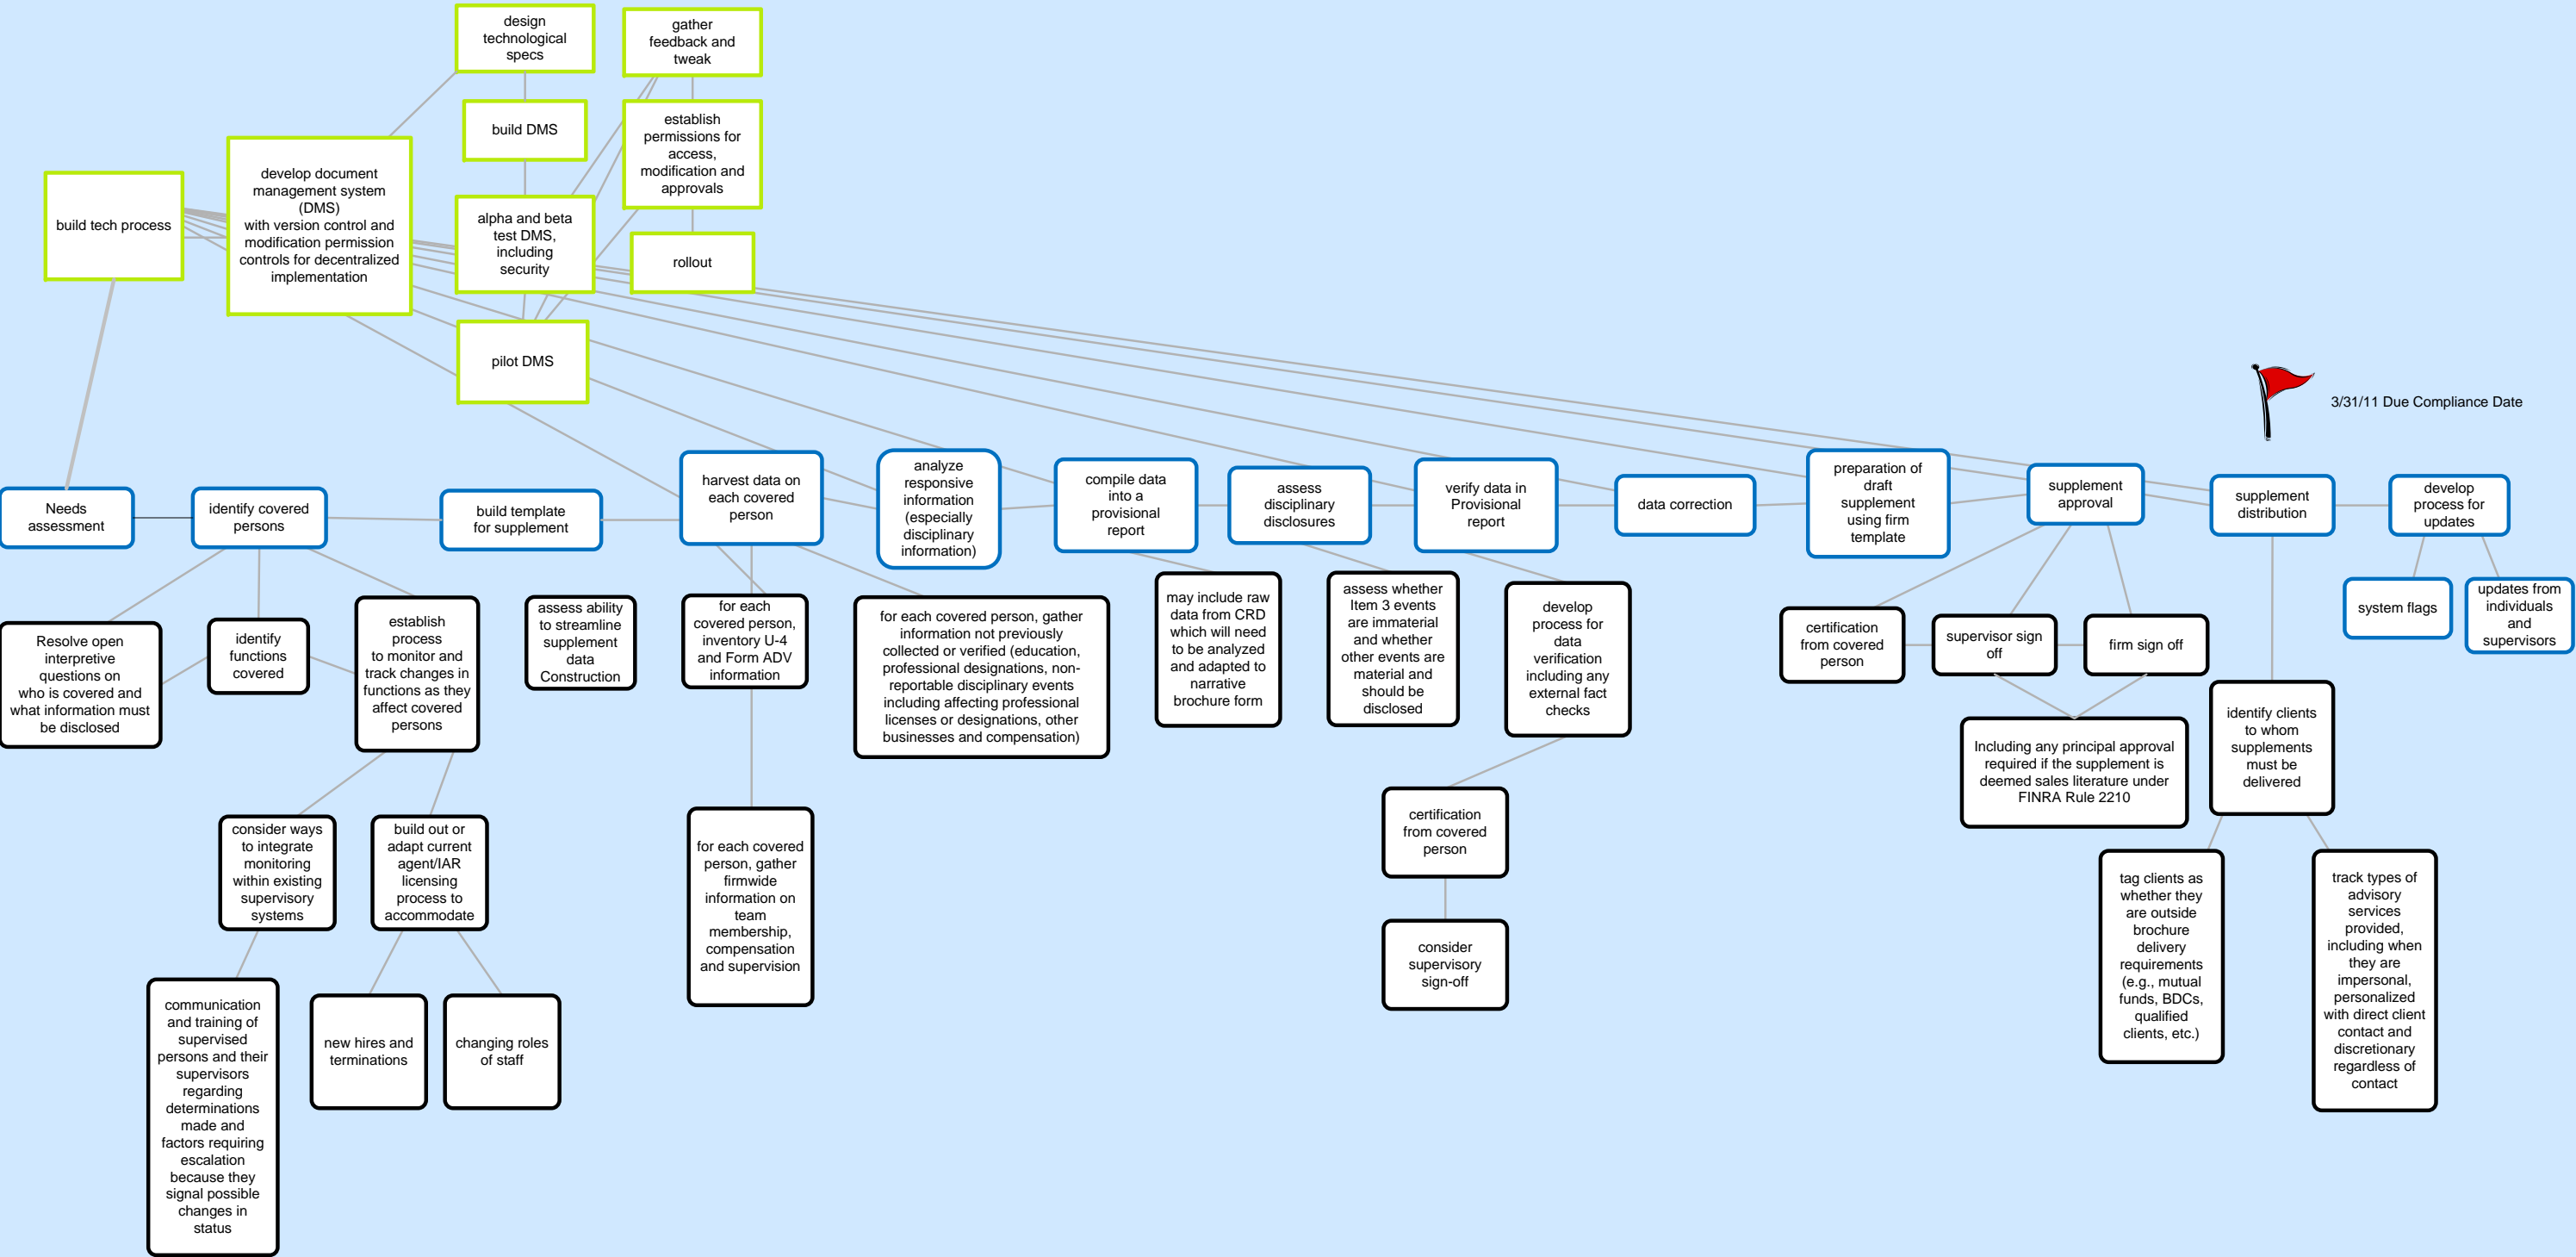 design
technological
specs
gather
feedback and
tweak
build DMS
establish
permissions for
access,
modification and
approvals
build tech process
develop document
management system
(DMS)
with version control and
modification permission
controls for decentralized
implementation
alpha and beta
test DMS,
including
security
rollout
pilot DMS
3/31/11 Due Compliance Date
Needs
assessment
identify covered
persons
build template
for supplement
harvest data on
each covered
person
analyze
responsive
information
(especially
disciplinary
information)
compile data
into a
provisional
report
assess
disciplinary
disclosures
verify data in
Provisional
report
data correction
preparation of
draft
supplement
using firm
template
supplement
approval
supplement
distribution
develop
process for
updates
Resolve open
interpretive
questions on
who is covered and
what information must
be disclosed
identify
functions
covered
establish
process
to monitor and
track changes in
functions as they
affect covered
persons
assess ability
to streamline
supplement
data
Construction
for each
covered person,
inventory U-4
and Form ADV
information
for each covered person, gather
information not previously
collected or verified (education,
professional designations, non-
reportable disciplinary events
including affecting professional
licenses or designations, other
businesses and compensation)
may include raw
data from CRD
which will need
to be analyzed
and adapted to
narrative
brochure form
assess whether
Item 3 events
are immaterial
and whether
other events are
material and
should be
disclosed
develop
process for
data
verification
including any
external fact
checks
certification
from covered
person
supervisor sign
off
firm sign off
system flags
updates from
individuals
and
supervisors
Including any principal approval
required if the supplement is
deemed sales literature under
FINRA Rule 2210
identify clients
to whom
supplements
must be
delivered
consider ways
to integrate
monitoring
within existing
supervisory
systems
build out or
adapt current
agent/IAR
licensing
process to
accommodate
for each covered
person, gather
firmwide
information on
team
membership,
compensation
and supervision
certification
from covered
person
consider
supervisory
sign-off
tag clients as
whether they
are outside
brochure
delivery
requirements
(e.g., mutual
funds, BDCs,
qualified
clients, etc.)
track types of
advisory
services
provided,
including when
they are
impersonal,
personalized
with direct client
contact and
discretionary
regardless of
contact
communication
and training of
supervised
persons and their
supervisors
regarding
determinations
made and
factors requiring
escalation
because they
signal possible
changes in
status
new hires and
terminations
changing roles
of staff